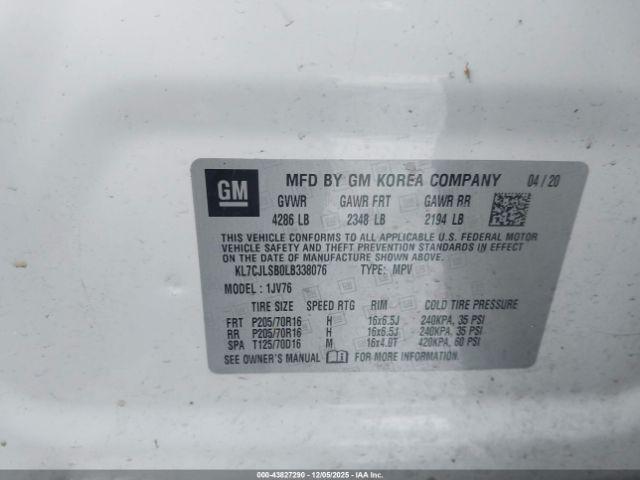 GM MFD BY GM KOREA COMPANY 04 / 20
GVWR GAWR FRT GAWR RR
4286 LB 2348 LB 2194 LB
THIS VEHICLE CONFORMS TO ALL APPLICABLE U.S. FEDERAL MOTOR
VEHICLE SAFETY AND THEFT PREVENTION STANDARDS IN EFFECT
ON THE DATE OF MANUFACTURE SHOWN ABOVE.
KL7CJLSB0LB338076 TYPE: MPV
MODEL : 1JV76
TIRE SIZE SPEED RTG RIM COLD TIRE PRESSURE
FRT P205/70R16 H 16x6.5J 240KPA, 35 PSI
RR P205/70R16 H 16x6.5J 240KPA, 35 PSI
SPA T125/70D16 M 16x4.0T 420KPA, 60 PSI
SEE OWNER'S MANUAL FOR MORE INFORMATION.
000-43827290 - 12/05/2025 - COPYRIGHT IAA, LLC.